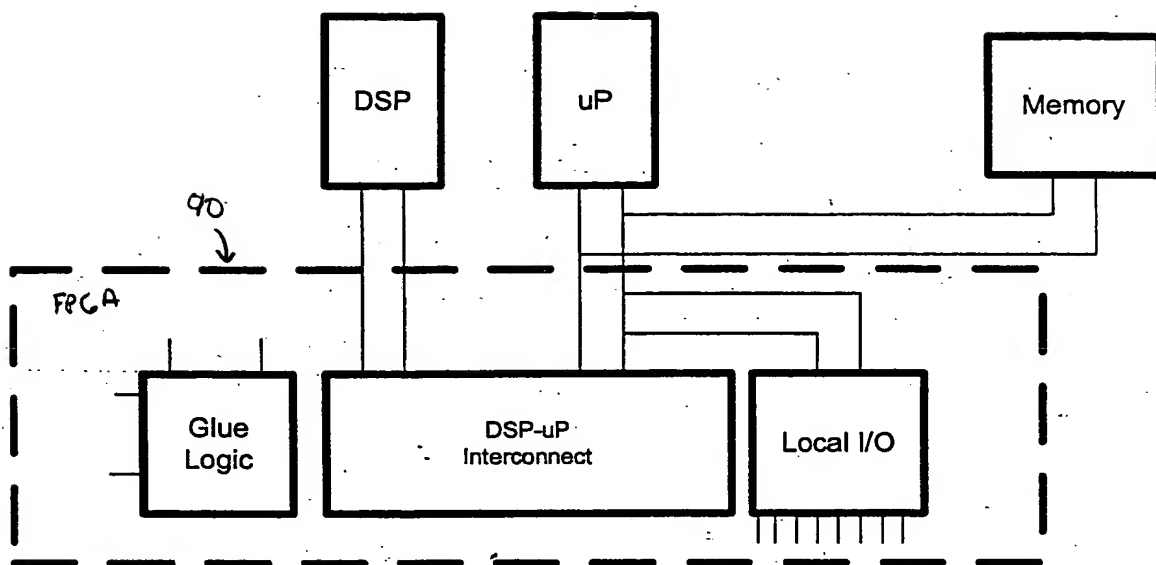 DSP
uP
Memory
90
FPGA
Glue
Logic
DSP-uP
Interconnect
Local I/O